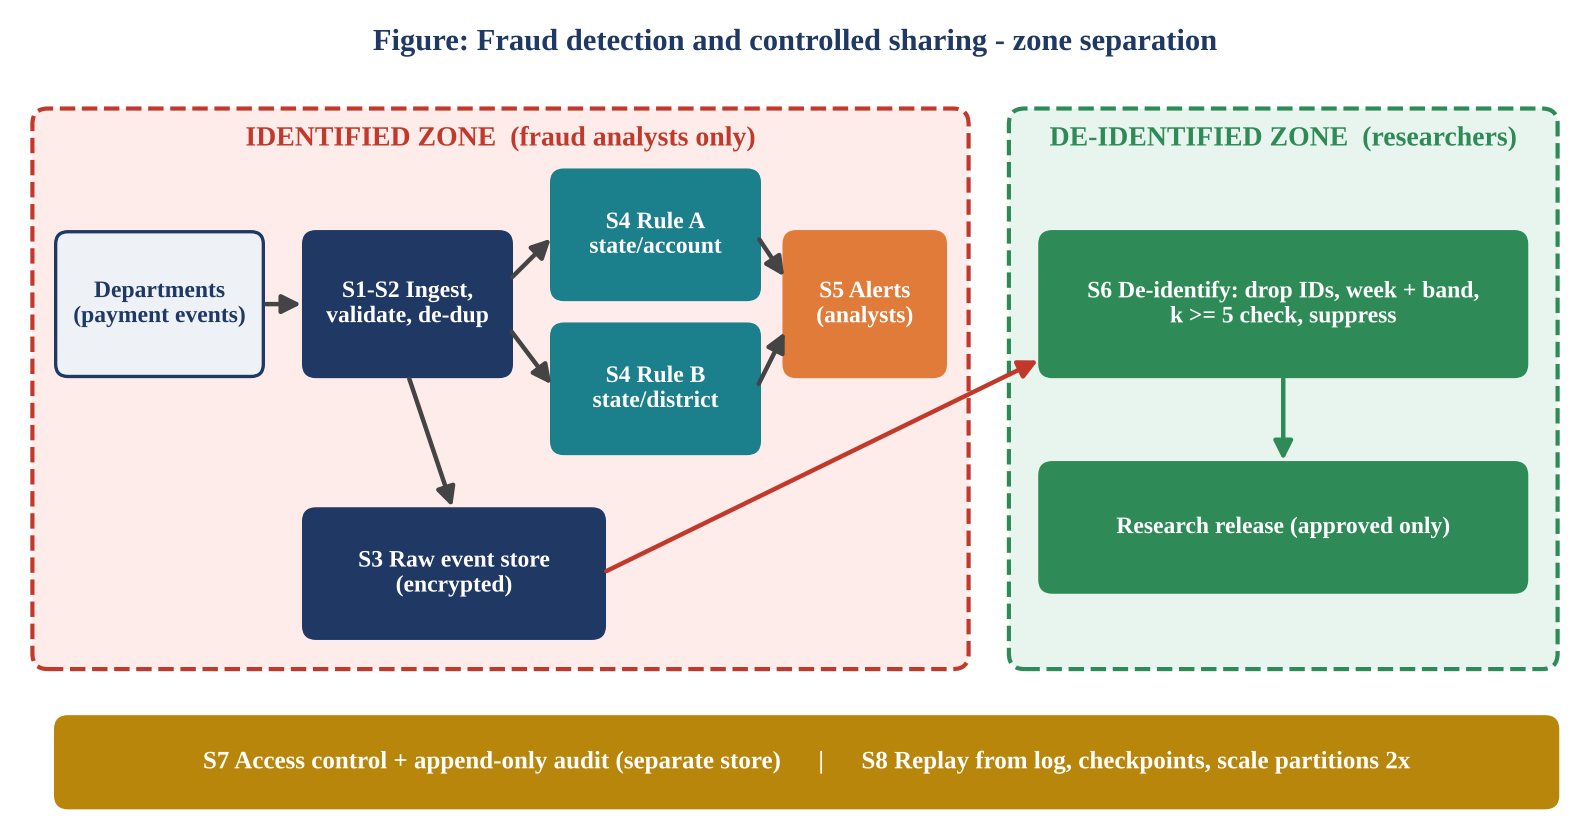 Figure: Fraud detection and controlled sharing - zone separation
IDENTIFIED ZONE (fraud analysts only)
Departments
(payment events)
S1-S2 Ingest,
validate, de-dup
S4 Rule A
state/account
S4 Rule B
state/district
S5 Alerts
(analysts)
S3 Raw event store
(encrypted)
DE-IDENTIFIED ZONE (researchers)
S6 De-identify: drop IDs, week + band,
k >= 5 check, suppress
Research release (approved only)
S7 Access control + append-only audit (separate store) | S8 Replay from log, checkpoints, scale partitions 2x